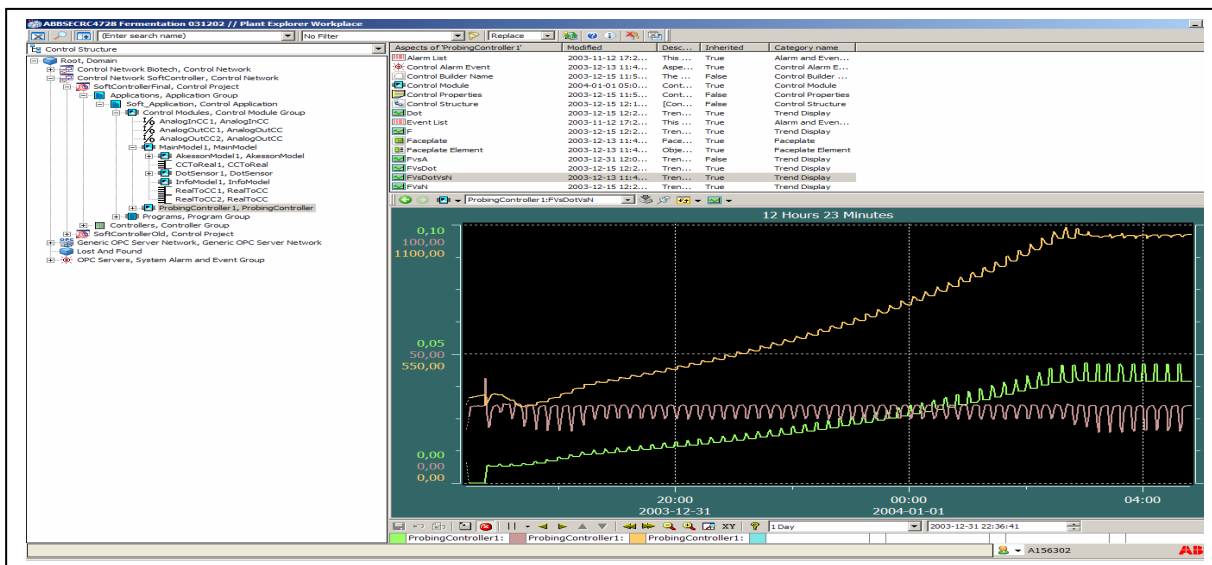 ABBSECRC4728 Fermentation 031202 // Plant Explorer Workplace
(Enter search name) No Filter Replace
Control Structure
Root, Domain
Control Network Biotech, Control Network
Control Network SoftController, Control Network
SoftControllerFinal, Control Project
Applications, Application Group
Soft_Application, Control Application
Control Modules, Control Module Group
AnalogInCC1, AnalogInCC
AnalogOutCC1, AnalogOutCC
AnalogOutCC2, AnalogOutCC
MainModel1, MainModel
AkessonModel1, AkessonModel
CCToReal1, CCToReal
DotSensor1, DotSensor
InfoModel1, InfoModel
RealToCC1, RealToCC
RealToCC2, RealToCC
ProbingController1, ProbingController
Programs, Program Group
Controllers, Controller Group
SoftControllerOld, Control Project
Generic OPC Server Network, Generic OPC Server Network
Lost And Found
OPC Servers, System Alarm and Event Group
Aspects of 'ProbingController1' Modified Desc... Inherited Category name
Alarm List 2003-11-12 17:2... This ... True Alarm and Even...
Control Alarm Event 2003-12-13 11:4... Aspe... True Control Alarm E...
Control Builder Name 2003-12-15 11:5... The ... False Control Builder ...
Control Module 2004-01-01 05:0... Cont... True Control Module
Control Properties 2003-12-15 11:5... Cont... False Control Properties
Control Structure 2003-12-15 12:1... [Con... False Control Structure
Dot 2003-12-15 12:2... Tren... True Trend Display
Event List 2003-11-12 17:2... This ... True Alarm and Even...
F 2003-12-15 12:2... Tren... True Trend Display
Faceplate 2003-12-13 11:4... Face... True Faceplate
Faceplate Element 2003-12-13 11:4... Obje... True Faceplate Element
FvsA 2003-12-31 12:0... Tren... False Trend Display
FVsDot 2003-12-15 12:2... Tren... True Trend Display
FVsDotVsN 2003-12-13 11:4... Tren... True Trend Display
FVsN 2003-12-15 12:2... Tren... True Trend Display
ProbingController1:FVsDotVsN
12 Hours 23 Minutes
0,10
100,00
1100,00
0,05
50,00
550,00
0,00
0,00
0,00
20:00 00:00 04:00
2003-12-31 2004-01-01
XY 1 Day 2003-12-31 22:36:41
ProbingController1: ProbingController1: ProbingController1:
A156302